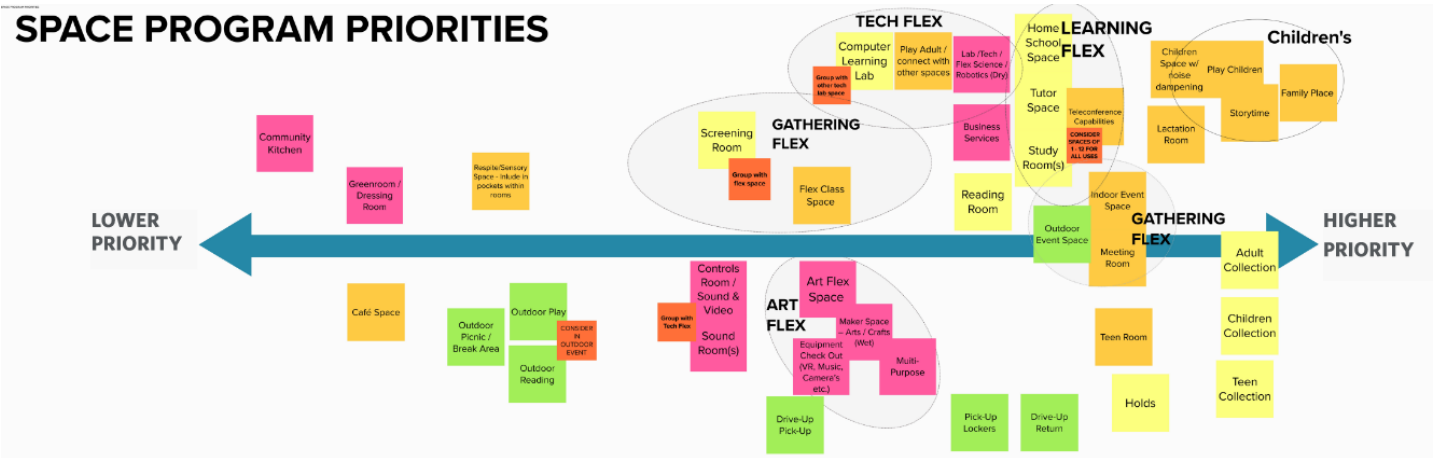 SPACE PROGRAM PRIORITIES
SPACE PROGRAM PRIORITIES
TECH FLEX
Computer
Learning
Lab
Group with
other tech
lab space
Play Adult /
connect with
other spaces
Lab /Tech /
Flex Science /
Robotics (Dry)
Business
Services
Reading
Room
Home
School
Space
Tutor
Space
Study
Room(s)
LEARNING
FLEX
Teleconference
Capabilities
CONSIDER
SPACES OF
1 - 12 FOR
ALL USES
Children's
Children
Space w/
noise
dampening
Play Children
Storytime
Family Place
Lactation
Room
GATHERING
FLEX
Screening
Room
Group with
flex space
Flex Class
Space
Community
Kitchen
Greenroom /
Dressing
Room
Respite/Sensory
Space - Inlude in
pockets within
rooms
Outdoor
Event Space
Indoor Event
Space
Meeting
Room
GATHERING
FLEX
LOWER
PRIORITY
HIGHER
PRIORITY
Adult
Collection
Children
Collection
Teen
Collection
Café Space
Outdoor
Picnic /
Break Area
Outdoor Play
CONSIDER
IN
OUTDOOR
EVENT
Outdoor
Reading
Group with
Tech Flex
Controls
Room /
Sound &
Video
Sound
Room(s)
ART
FLEX
Art Flex
Space
Maker Space
– Arts / Crafts
(Wet)
Equipment
Check Out
(VR, Music,
Camera's
etc.)
Multi-
Purpose
Drive-Up
Pick-Up
Pick-Up
Lockers
Drive-Up
Return
Teen Room
Holds